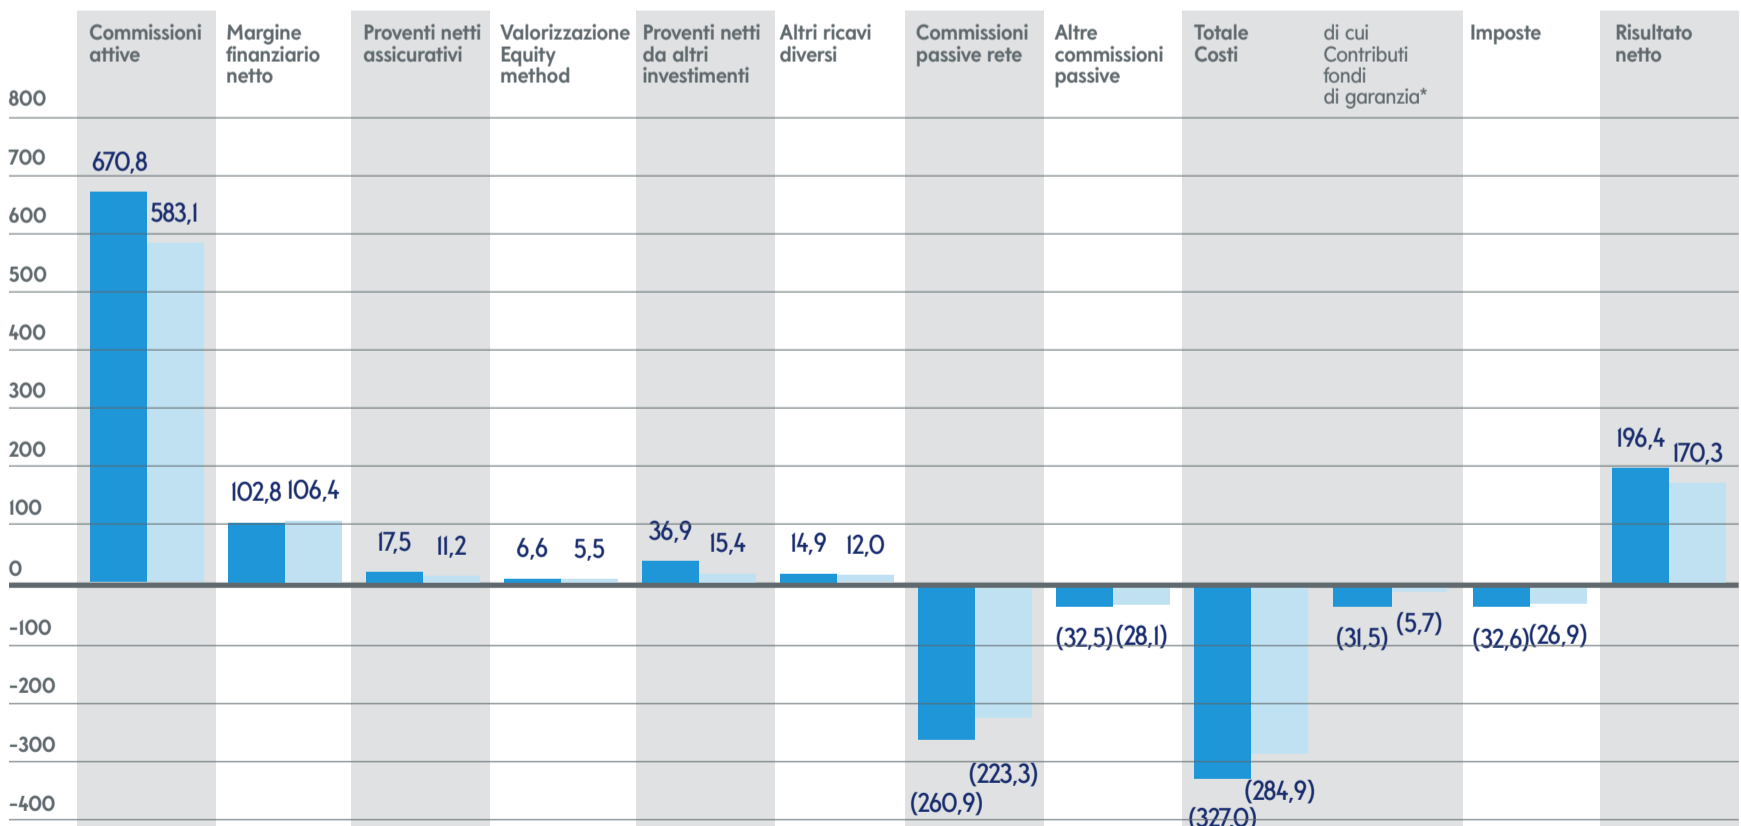 Commissioni
attive
Margine
finanziario
netto
Proventi netti
assicurativi
Valorizzazione
Equity
method
Proventi netti
da altri
investimenti
Altri ricavi
diversi
Commissioni
passive rete
Altre
commissioni
passive
Totale
Costi
di cui
Contributi
fondi
di garanzia*
Imposte
Risultato
netto
800
700
600
500
400
300
200
100
0
-100
-200
-300
-400
670,8
583,1
102,8 106,4
17,5 11,2
6,6 5,5
36,9 15,4
14,9 12,0
(260,9)
(223,3)
(32,5) (28,1)
(327,0)
(284,9)
(31,5) (5,7)
(32,6) (26,9)
196,4 170,3